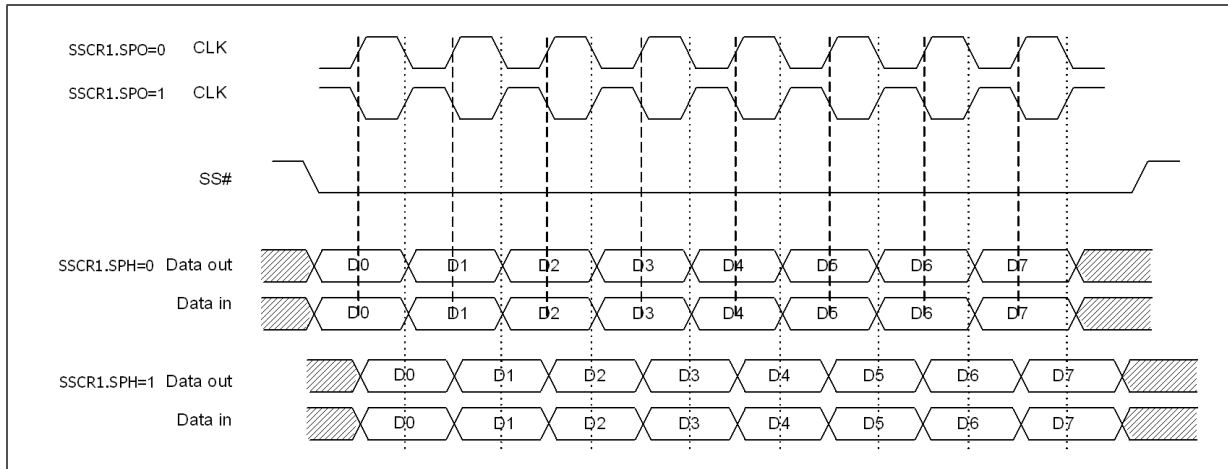 SSCR1.SPO=0 CLK
SSCR1.SPO=1 CLK
SS#
SSCR1.SPH=0 Data out D0 D1 D2 D3 D4 D5 D6 D7
Data in D0 D1 D2 D3 D4 D5 D6 D7
SSCR1.SPH=1 Data out D0 D1 D2 D3 D4 D5 D6 D7
Data in D0 D1 D2 D3 D4 D5 D6 D7